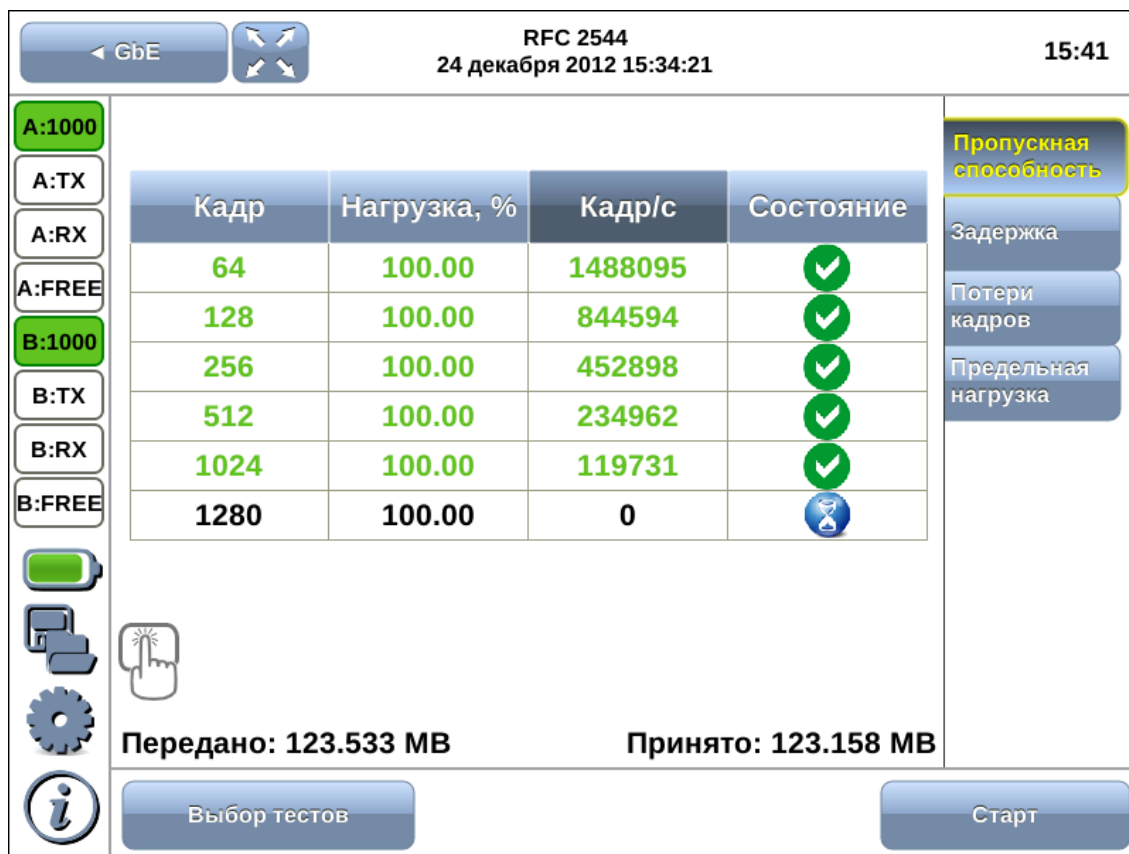 ◄ GbE
RFC 2544
24 декабря 2012 15:34:21
15:41
A:1000
A:TX
A:RX
A:FREE
B:1000
B:TX
B:RX
B:FREE
Кадр Нагрузка, % Кадр/с Состояние
64 100.00 1488095
128 100.00 844594
256 100.00 452898
512 100.00 234962
1024 100.00 119731
1280 100.00 0
Пропускная
способность
Задержка
Потери
кадров
Предельная
нагрузка
Передано: 123.533 MB
Принято: 123.158 MB
i
Выбор тестов
Старт